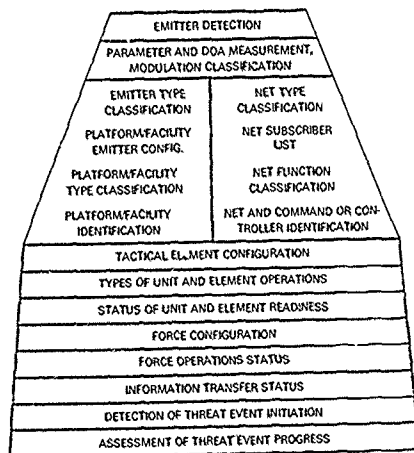 EMITTER DETECTION
PARAMETER AND DOA MEASUREMENT,
MODULATION CLASSIFICATION
EMITTER TYPE
CLASSIFICATION
PLATFORM/FACILITY
EMITTER CONFIG.
PLATFORM/FACILITY
TYPE CLASSIFICATION
PLATFORM/FACILITY
IDENTIFICATION
NET TYPE
CLASSIFICATION
NET SUBSCRIBER
LIST
NET FUNCTION
CLASSIFICATION
NET AND COMMAND OR CON-
TROLLER IDENTIFICATION
TACTICAL ELEMENT CONFIGURATION
TYPES OF UNIT AND ELEMENT OPERATIONS
STATUS OF UNIT AND ELEMENT READINESS
FORCE CONFIGURATION
FORCE OPERATIONS STATUS
INFORMATION TRANSFER STATUS
DETECTION OF THREAT EVENT INITIATION
ASSESSMENT OF THREAT EVENT PROGRESS